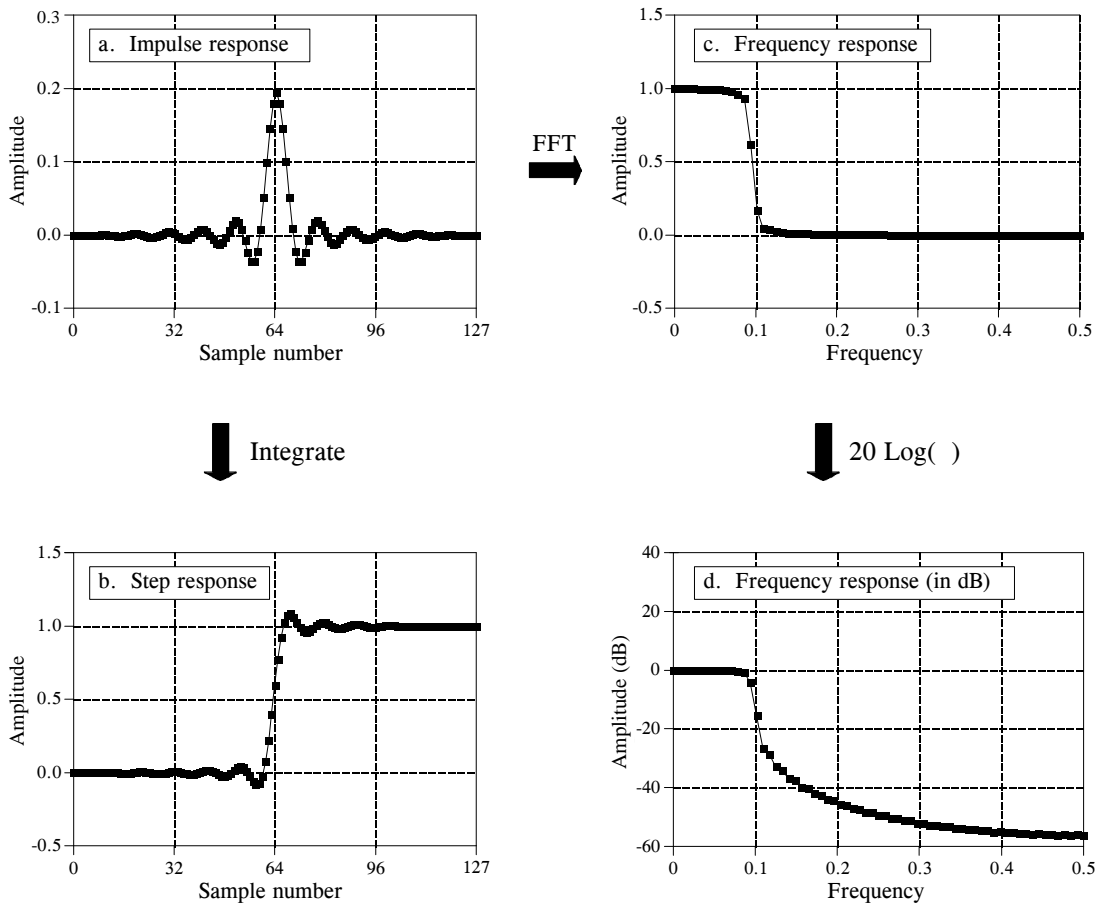 a. Impulse response
0.3
0.2
0.1
0.0
-0.1
Amplitude
0 32 64 96 127
Sample number
FFT
c. Frequency response
1.5
1.0
0.5
0.0
-0.5
Amplitude
0 0.1 0.2 0.3 0.4 0.5
Frequency
Integrate
20 Log( )
b. Step response
1.5
1.0
0.5
0.0
-0.5
Amplitude
0 32 64 96 127
Sample number
d. Frequency response (in dB)
40
20
0
-20
-40
-60
Amplitude (dB)
0 0.1 0.2 0.3 0.4 0.5
Frequency